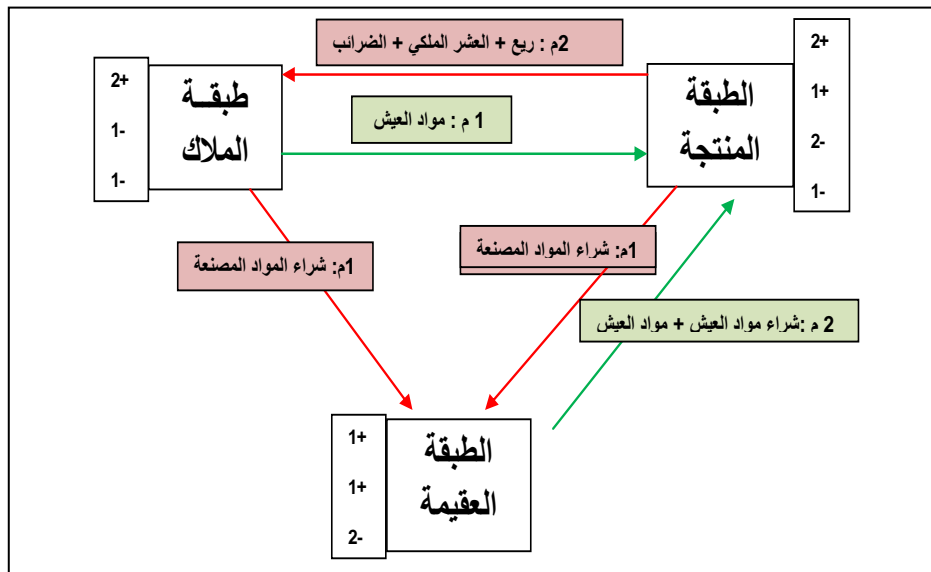 2م : ريع + العشر الملكي + الضرائب
2+
1+
2-
1-
الطبقة
المنتجة
طبقــة
الملاك
2+
1-
1-
1 م : مواد العيش
1م: شراء المواد المصنعة
1م: شراء المواد المصنعة
2 م :شراء مواد العيش + مواد العيش
الطبقة
العقيمة
1+
1+
2-